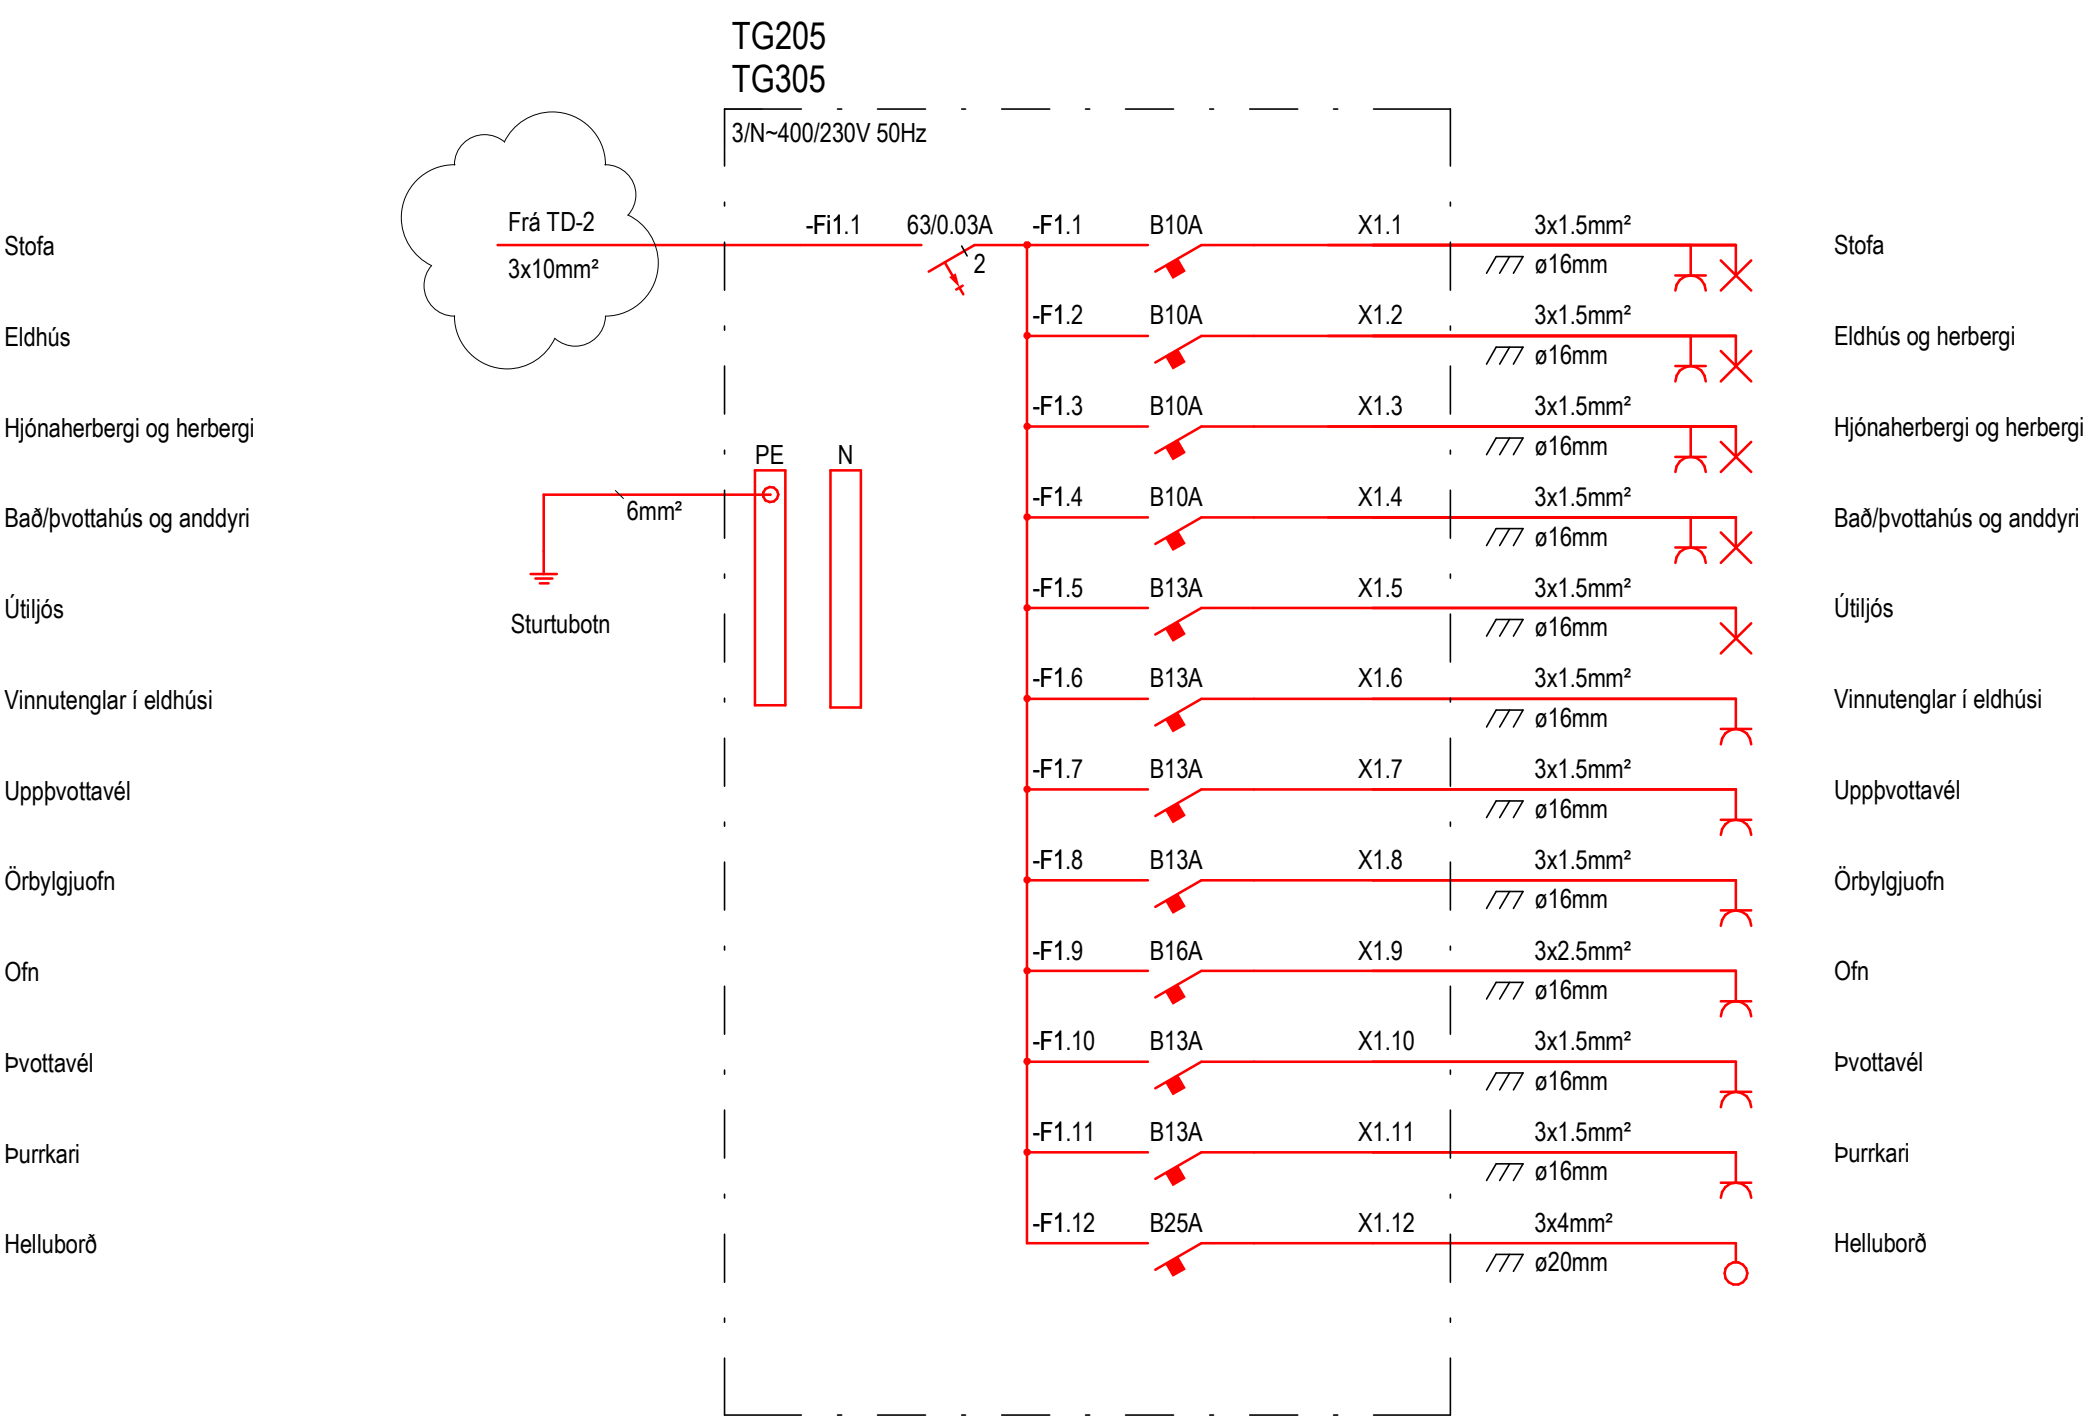 TG205
TG305
3/N~400/230V 50Hz
Stofa
Frá TD-2
3x10mm²
-Fi1.1
63/0.03A
2
-F1.1 B10A X1.1 3x1.5mm²
ø16mm
Stofa
Eldhús
-F1.2 B10A X1.2 3x1.5mm²
ø16mm
Eldhús og herbergi
Hjónaherbergi og herbergi
-F1.3 B10A X1.3 3x1.5mm²
ø16mm
Hjónaherbergi og herbergi
PE N
6mm²
Sturtubotn
Bað/þvottahús og anddyri
-F1.4 B10A X1.4 3x1.5mm²
ø16mm
Bað/þvottahús og anddyri
Útiljós
-F1.5 B13A X1.5 3x1.5mm²
ø16mm
Útiljós
Vinnutenglar í eldhúsi
-F1.6 B13A X1.6 3x1.5mm²
ø16mm
Vinnutenglar í eldhúsi
Uppþvottavél
-F1.7 B13A X1.7 3x1.5mm²
ø16mm
Uppþvottavél
Örbylgjuofn
-F1.8 B13A X1.8 3x1.5mm²
ø16mm
Örbylgjuofn
Ofn
-F1.9 B16A X1.9 3x2.5mm²
ø16mm
Ofn
Þvottavél
-F1.10 B13A X1.10 3x1.5mm²
ø16mm
Þvottavél
Þurrkari
-F1.11 B13A X1.11 3x1.5mm²
ø16mm
Þurrkari
Helluborð
-F1.12 B25A X1.12 3x4mm²
ø20mm
Helluborð